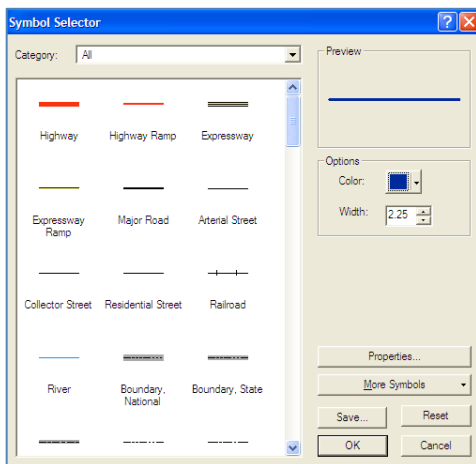 Symbol Selector
Category: All
Preview
Highway Highway Ramp Expressway
Options
Color:
Width: 2.25
Expressway Ramp Major Road Arterial Street
Collector Street Residential Street Railroad
River Boundary, National Boundary, State
Properties...
More Symbols
Save... Reset
OK Cancel